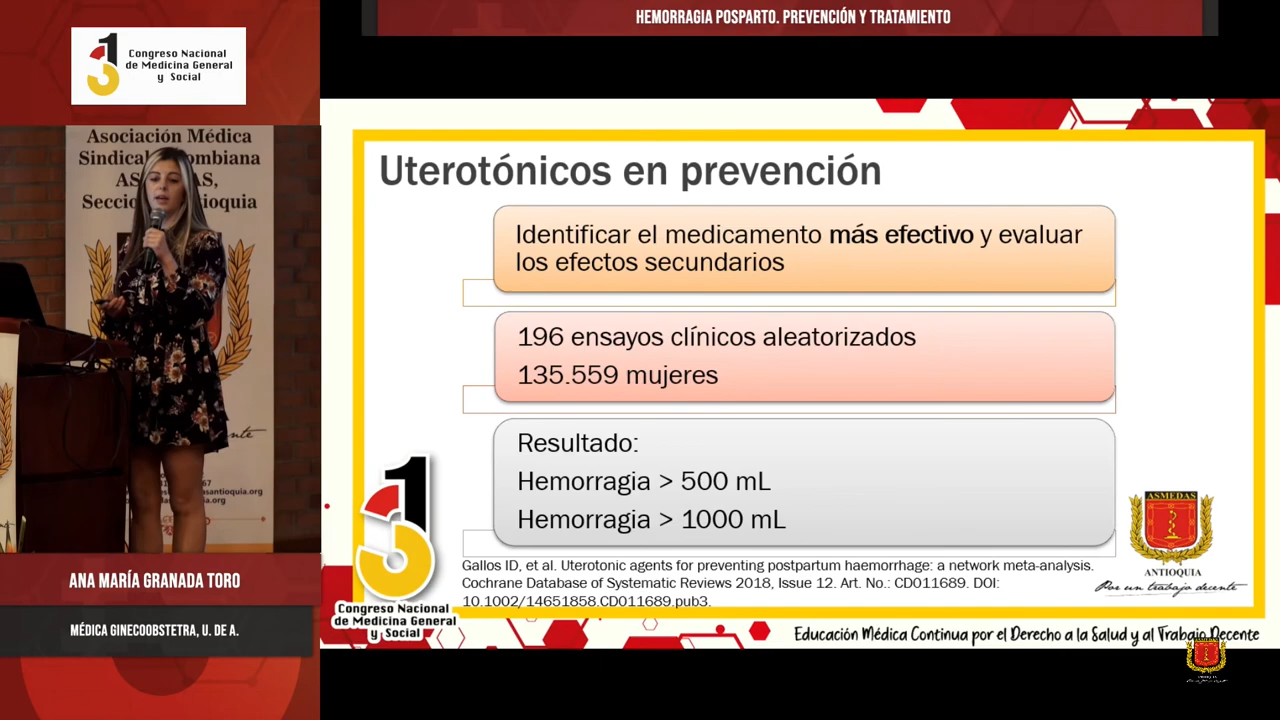 HEMORRAGIA POSPARTO. PREVENCIÓN Y TRATAMIENTO
Congreso Nacional
de Medicina General
y Social
Asociación Médica
Sindical
Antioquia
Uterotónicos en prevención
Identificar el medicamento más efectivo y evaluar
los efectos secundarios
196 ensayos clínicos aleatorizados
135.559 mujeres
Resultado:
Hemorragia > 500 mL
Hemorragia > 1000 mL
Gallos ID, et al. Uterotonic agents for preventing postpartum haemorrhage: a network meta-analysis.
Cochrane Database of Systematic Reviews 2018, Issue 12. Art. No.: CD011689. DOI:
10.1002/14651858.CD011689.pub3.
ASMEDAS
ANTIOQUIA
Por un trabajo decente
Congreso Nacional
de Medicina General
y Social
Educación Médica Continua por el Derecho a la Salud y al Trabajo Decente
ANA MARÍA GRANADA TORO
MÉDICA GINECOOBSTETRA, U. DE A.